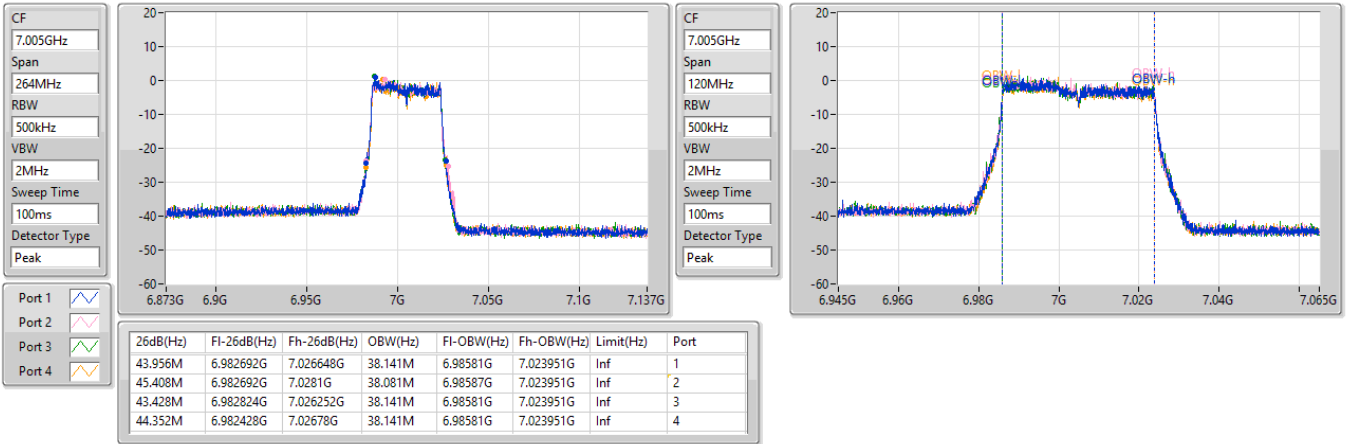 CF
7.005GHz
Span
264MHz
RBW
500kHz
VBW
2MHz
Sweep Time
100ms
Detector Type
Peak
20
10
0
-10
-20
-30
-40
-50
-60
6.873G 6.9G 6.95G 7G 7.05G 7.1G 7.137G
CF
7.005GHz
Span
120MHz
RBW
500kHz
VBW
2MHz
Sweep Time
100ms
Detector Type
Peak
20
10
0
-10
-20
-30
-40
-50
-60
OBW-h
OBW-h
6.945G 6.96G 6.98G 7G 7.02G 7.04G 7.065G
Port 1
Port 2
Port 3
Port 4
26dB(Hz) Fl-26dB(Hz) Fh-26dB(Hz) OBW(Hz) Fl-OBW(Hz) Fh-OBW(Hz) Limit(Hz) Port
43.956M 6.982692G 7.026648G 38.141M 6.98581G 7.023951G Inf 1
45.408M 6.982692G 7.0281G 38.081M 6.98587G 7.023951G Inf 2
43.428M 6.982824G 7.026252G 38.141M 6.98581G 7.023951G Inf 3
44.352M 6.982428G 7.02678G 38.141M 6.98581G 7.023951G Inf 4